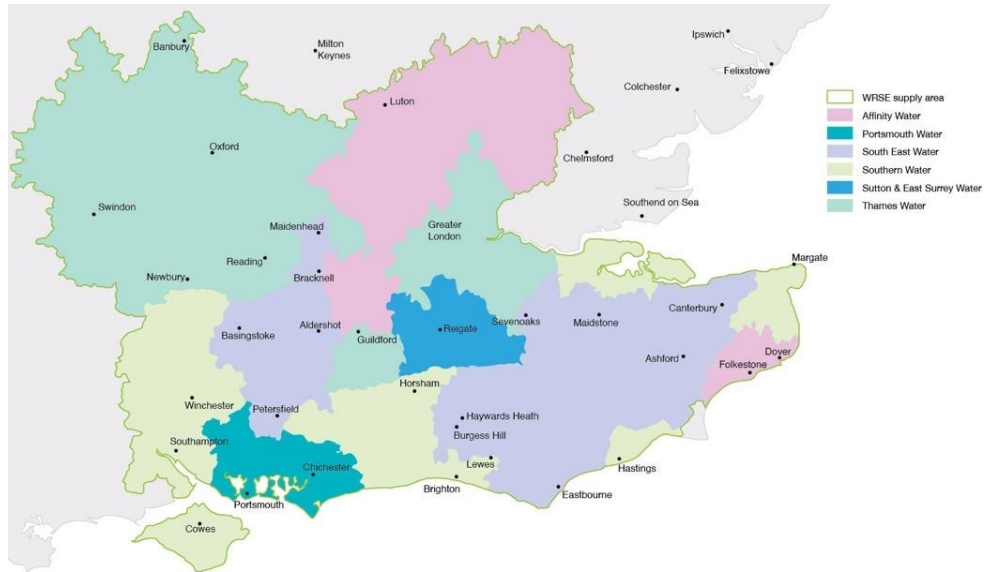 Ipswich
Banbury
Milton
Keynes
Felixstowe
Colchester
Luton
WRSE supply area
Affinity Water
Portsmouth Water
South East Water
Southern Water
Sutton & East Surrey Water
Thames Water
Oxford
Chelmsford
Swindon
Southend on Sea
Maidenhead
Greater
London
Reading
Margate
Newbury
Bracknell
Canterbury
Basingstoke
Aldershot
Guildford
Reigate
Sevenoaks
Maidstone
Ashford
Dover
Folkestone
Horsham
Winchester
Petersfield
Haywards Heath
Burgess Hill
Southampton
Chichester
Lewes
Hastings
Brighton
Eastbourne
Portsmouth
Cowes